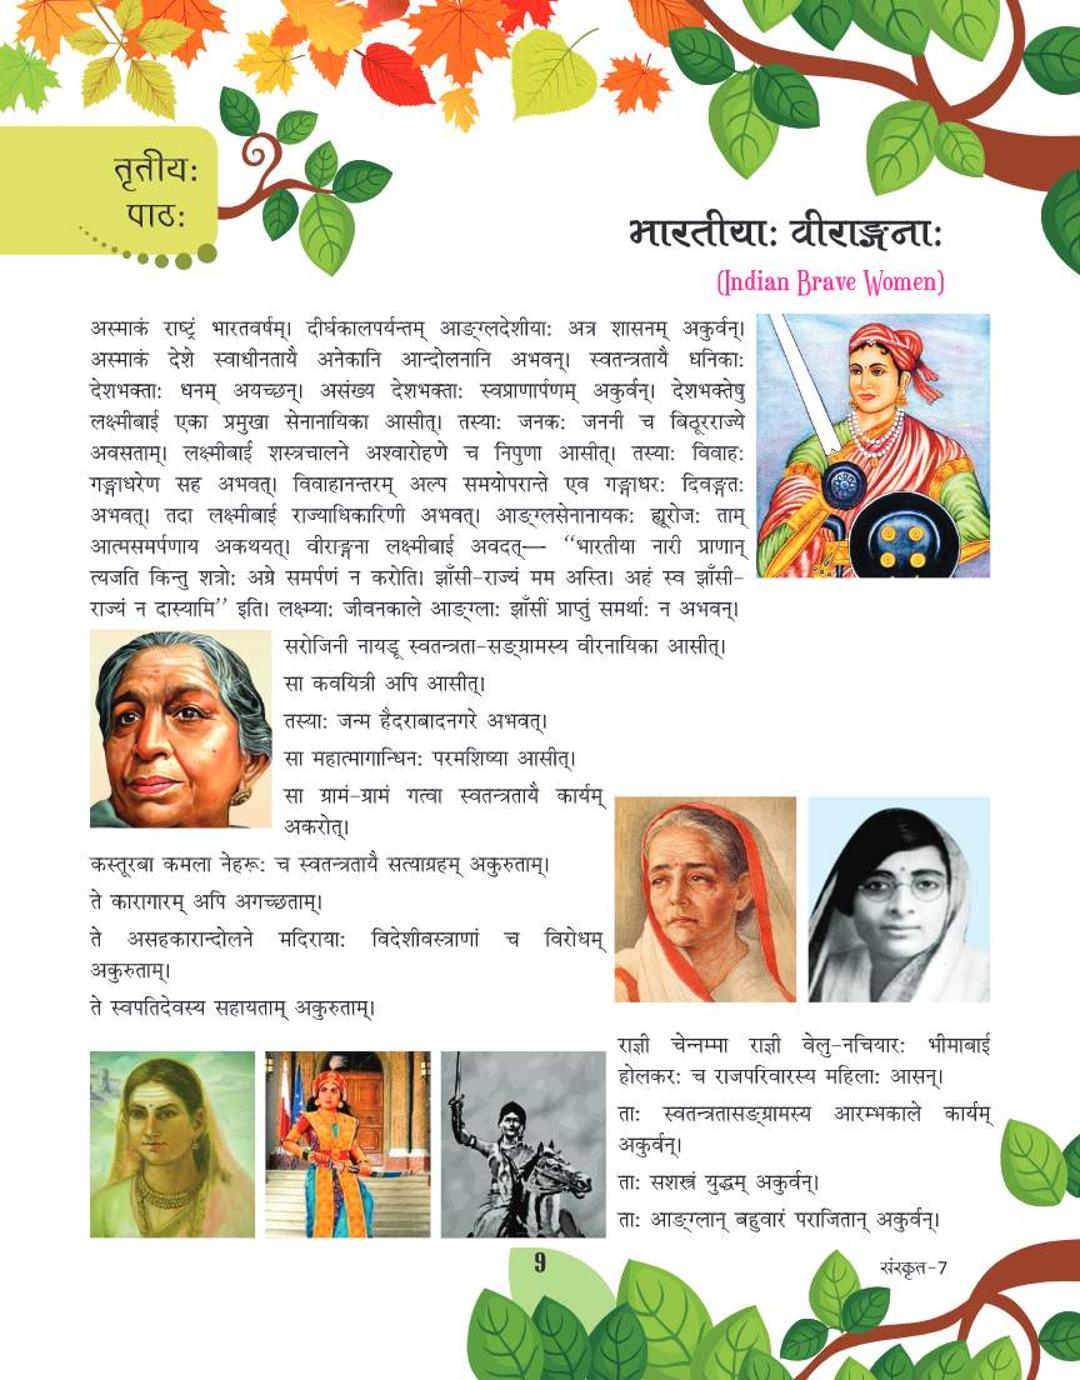 तृतीयः
पाठः
भारतीयाः वीराङ्गनाः
(Indian Brave Women)
अस्माकं राष्ट्रं भारतवर्षम्। दीर्घकालपर्यन्तम् आङ्ग्लदेशीयाः अत्र शासनम् अकुर्वन्।
अस्माकं देशे स्वाधीनतायै अनेकानि आन्दोलनानि अभवन्। स्वतन्त्रतायै धनिकाः
देशभक्ताः धनम् अयच्छन्। असंख्य देशभक्ताः स्वप्राणार्पणम् अकुर्वन्। देशभक्तेषु
लक्ष्मीबाई एका प्रमुखा सेनानायिका आसीत्। तस्याः जनकः जननी च बिठूरराज्ये
अवसताम्। लक्ष्मीबाई शस्त्रचालने अश्वारोहणे च निपुणा आसीत्। तस्याः विवाहः
गङ्गाधरेण सह अभवत्। विवाहानन्तरम् अल्प समयोपरान्ते एव गङ्गाधरः दिवङ्गतः
अभवत्। तदा लक्ष्मीबाई राज्याधिकारिणी अभवत्। आङ्ग्लसेनानायकः ह्यूरोजः ताम्
आत्मसमर्पणाय अकथयत्। वीराङ्गना लक्ष्मीबाई अवदत्— “भारतीया नारी प्राणान्
त्यजति किन्तु शत्रोः अग्रे समर्पणं न करोति। झाँसी-राज्यं मम अस्ति। अहं स्व झाँसी-
राज्यं न दास्यामि” इति। लक्ष्म्याः जीवनकाले आङ्ग्लाः झाँसीं प्राप्तुं समर्थाः न अभवन्।
सरोजिनी नायडू स्वतन्त्रता-सङ्ग्रामस्य वीरनायिका आसीत्।
सा कवयित्री अपि आसीत्।
तस्याः जन्म हैदराबादनगरे अभवत्।
सा महात्मागान्धिनः परमशिष्या आसीत्।
सा ग्रामं-ग्रामं गत्वा स्वतन्त्रतायै कार्यम्
अकरोत्।
कस्तूरबा कमला नेहरूः च स्वतन्त्रतायै सत्याग्रहम् अकुरुताम्।
ते कारागारम् अपि अगच्छताम्।
ते असहकारान्दोलने मदिरायाः विदेशीवस्त्राणां च विरोधम्
अकुरुताम्।
ते स्वपतिदेवस्य सहायताम् अकुरुताम्।
राज्ञी चेन्नम्मा राज्ञी वेलु-नचियारः भीमाबाई
होलकरः च राजपरिवारस्य महिलाः आसन्।
ताः स्वतन्त्रतासङ्ग्रामस्य आरम्भकाले कार्यम्
अकुर्वन्।
ताः सशस्त्रं युद्धम् अकुर्वन्।
ताः आङ्ग्लान् बहुवारं पराजितान् अकुर्वन्।
9
संस्कृत-7